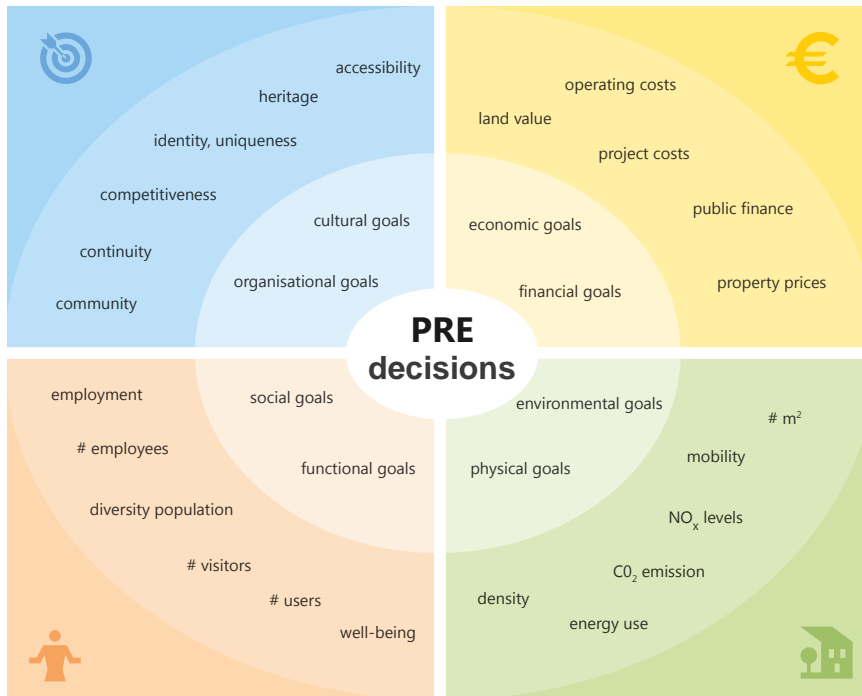 accessibility
heritage
identity, uniqueness
competitiveness
cultural goals
continuity
organisational goals
community
€
operating costs
land value
project costs
public finance
economic goals
property prices
financial goals
PRE
decisions
employment
social goals
# employees
functional goals
diversity population
# visitors
# users
well-being
environmental goals
# m²
mobility
physical goals
NOₓ levels
C0₂ emission
density
energy use